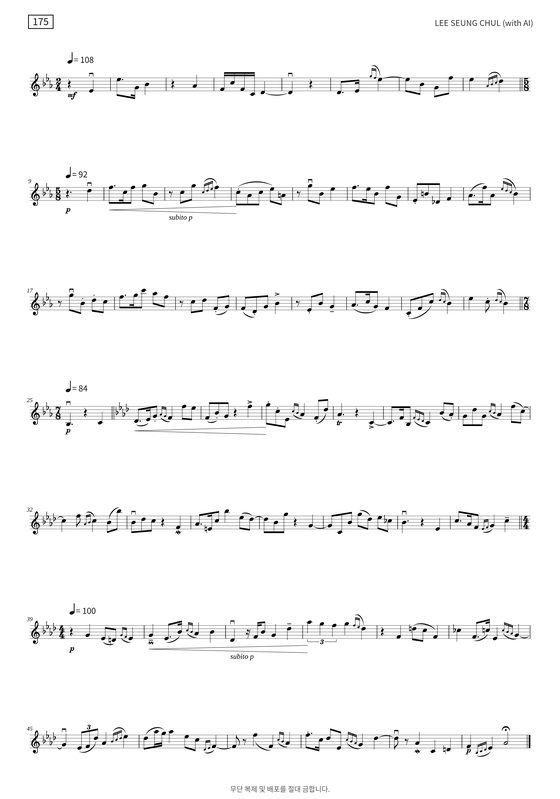 175
LEE SEUNG CHUL (with AI)
= 108
mf
9
= 92
p
subito p
17
25
= 84
p
tr
32
39
= 100
p
subito p
3
45
3
p
무단 복제 및 배포를 절대 금합니다.